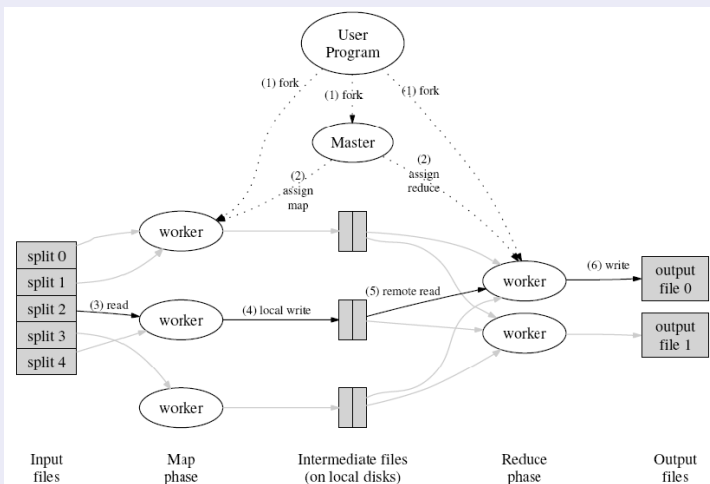 User
Program
(1) fork
(1) fork
(1) fork
Master
(2)
assign
map
(2)
assign
reduce
worker
split 0
split 1
split 2
split 3
split 4
(3) read
worker
(4) local write
(5) remote read
worker
(6) write
output
file 0
worker
output
file 1
worker
Input
files
Map
phase
Intermediate files
(on local disks)
Reduce
phase
Output
files